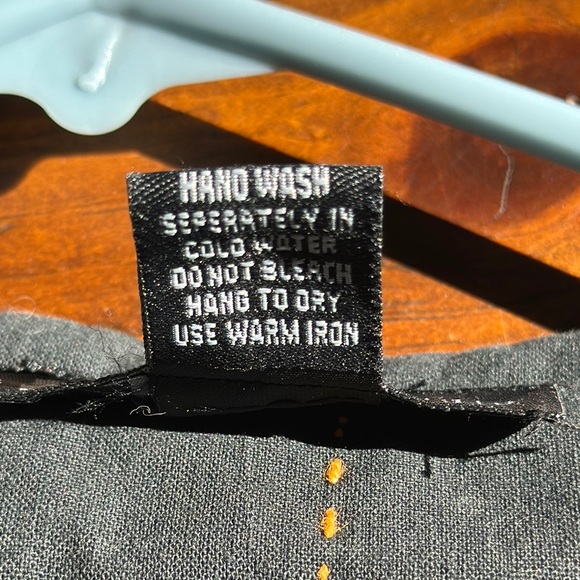 HAND WASH
SEPERATELY IN
COLD WATER
DO NOT BLEACH
HANG TO DRY
USE WARM IRON